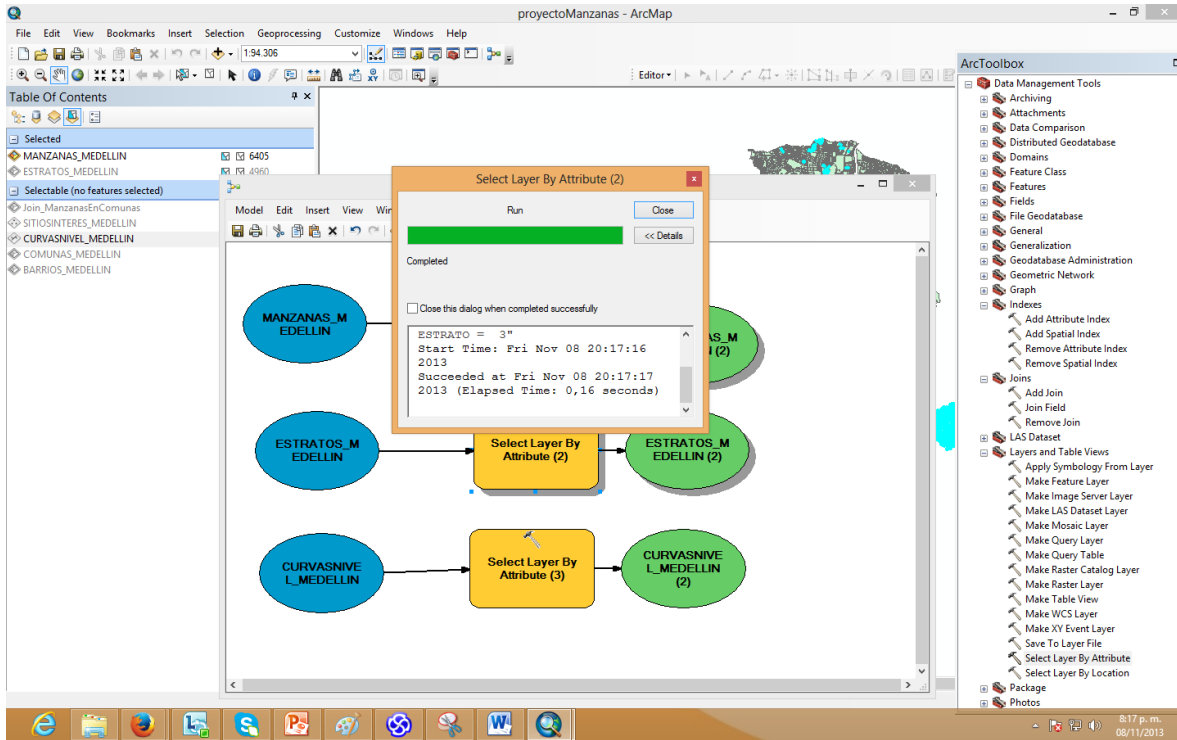 proyectoManzanas - ArcMap
File Edit View Bookmarks Insert Selection Geoprocessing Customize Windows Help
1:94.306
Editor
Table Of Contents
Selected
MANZANAS_MEDELLIN 6405
ESTRATOS_MEDELLIN 4960
Selectable (no features selected)
Join_ManzanasEnComunas
SITIOSINTERES_MEDELLIN
CURVASNIVEL_MEDELLIN
COMUNAS_MEDELLIN
BARRIOS_MEDELLIN
Model Edit Insert View
MANZANAS_M
EDELLIN
AS_M
(2)
ESTRATOS_M
EDELLIN
Select Layer By
Attribute (2)
ESTRATOS_M
EDELLIN (2)
CURVASNIVE
L_MEDELLIN
Select Layer By
Attribute (3)
CURVASNIVE
L_MEDELLIN
(2)
Select Layer By Attribute (2)
Run
Close
<< Details
Completed
Close this dialog when completed successfully
ESTRATO = 3"
Start Time: Fri Nov 08 20:17:16
2013
Succeeded at Fri Nov 08 20:17:17
2013 (Elapsed Time: 0,16 seconds)
ArcToolbox
Data Management Tools
Archiving
Attachments
Data Comparison
Distributed Geodatabase
Domains
Feature Class
Features
Fields
File Geodatabase
General
Generalization
Geodatabase Administration
Geometric Network
Graph
Indexes
Add Attribute Index
Add Spatial Index
Remove Attribute Index
Remove Spatial Index
Joins
Add Join
Join Field
Remove Join
LAS Dataset
Layers and Table Views
Apply Symbology From Layer
Make Feature Layer
Make Image Server Layer
Make LAS Dataset Layer
Make Mosaic Layer
Make Query Layer
Make Query Table
Make Raster Catalog Layer
Make Raster Layer
Make Table View
Make WCS Layer
Make XY Event Layer
Save To Layer File
Select Layer By Attribute
Select Layer By Location
Package
Photos
8:17 p. m.
08/11/2013